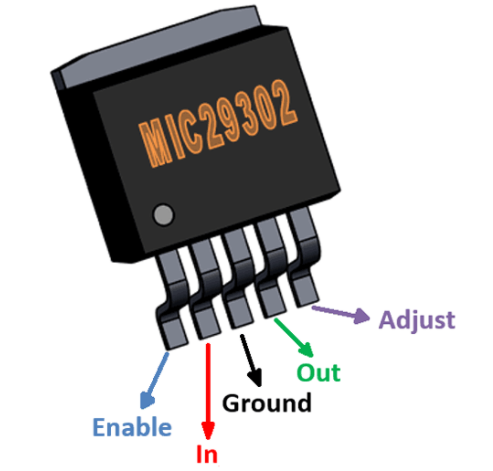 MIC29302
Adjust
Out
Ground
Enable
In